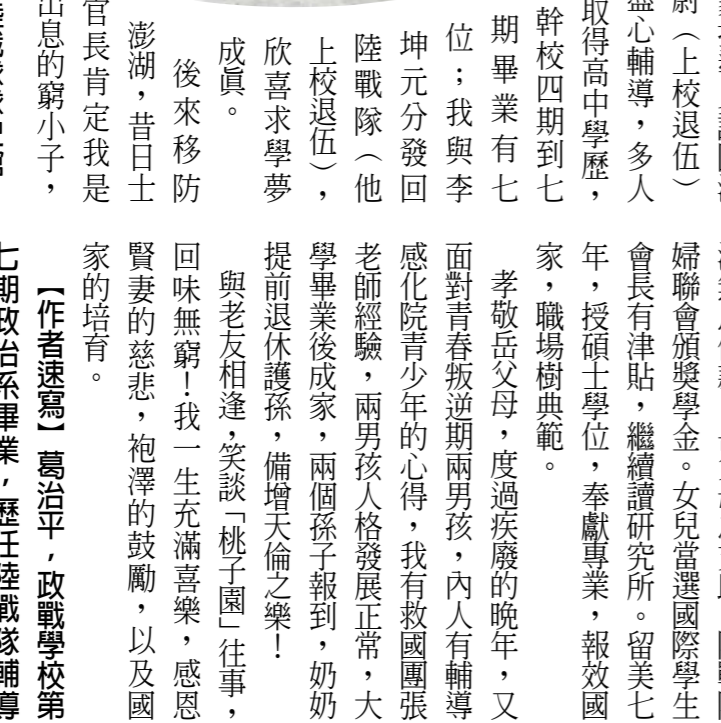 尉（上校退伍）
盡心輔導，多人
取得高中學歷，
幹校四期到七
期畢業有七
位；我與李
坤元分發回
陸戰隊（他
上校退伍），
欣喜求學夢
成眞。
後來移防
澎湖，昔日士
官長肯定我是
出息的窮小子，
婦聯會頒獎學金。女兒當選國際學生
會長有津貼，繼續讀研究所。留美七
年，授碩士學位，奉獻專業，報效國
家，職場樹典範。
孝敬岳父母，度過疾廢的晚年，又
面對青春叛逆期兩男孩，內人有輔導
感化院青少年的心得，我有救國團張
老師經驗，兩男孩人格發展正常，大
學畢業後成家，兩個孫子報到，奶奶
提前退休護孫，備增天倫之樂！
與老友相逢，笑談「桃子園」往事，
回味無窮！我一生充滿喜樂，感恩
賢妻的慈悲，袍澤的鼓勵，以及國
家的培育。
【作者速寫】葛治平，政戰學校第
七期政治系畢業，歷任陸戰隊輔導